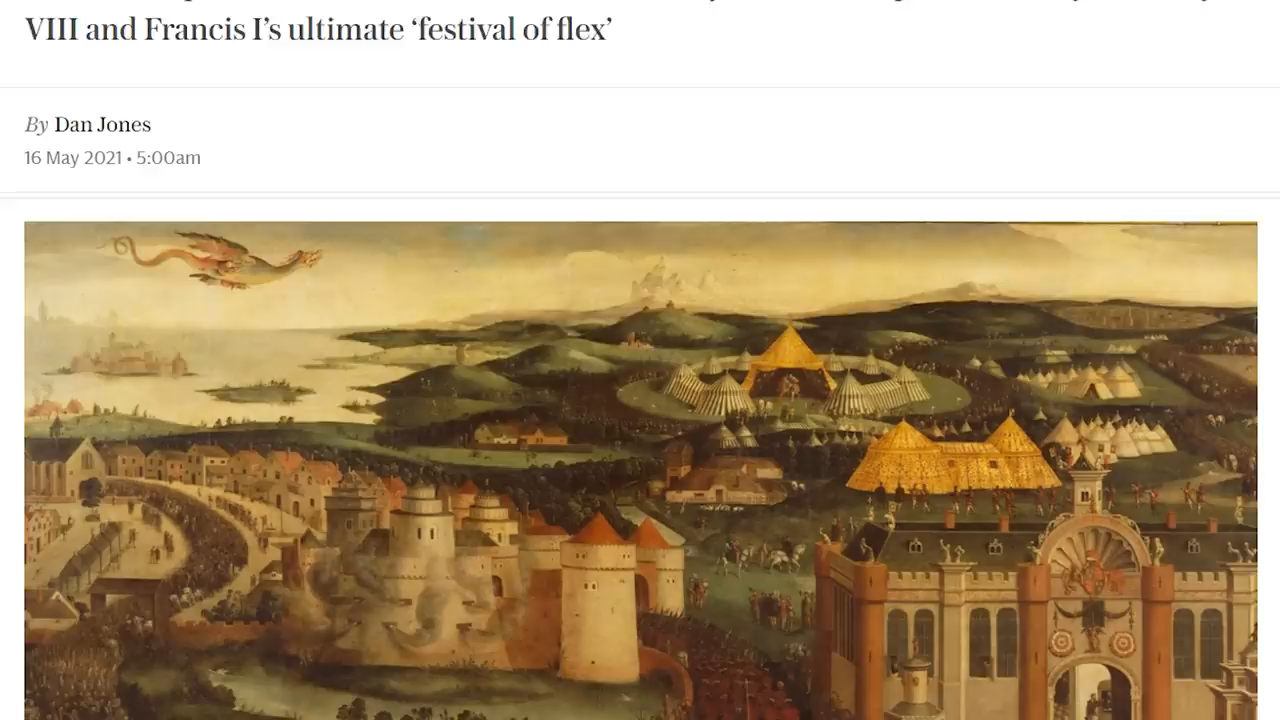 VIII and Francis I’s ultimate ‘festival of flex’
By Dan Jones
16 May 2021 • 5:00am